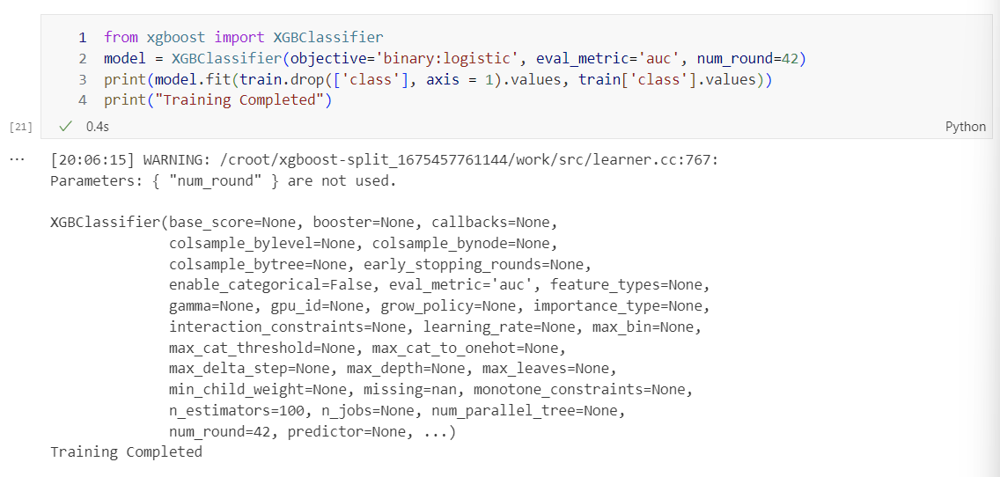 1 from xgboost import XGBClassifier
2 model = XGBClassifier(objective='binary:logistic', eval_metric='auc', num_round=42)
3 print(model.fit(train.drop(['class'], axis = 1).values, train['class'].values))
4 print("Training Completed")
[21] ✓ 0.4s Python
... [20:06:15] WARNING: /croot/xgboost-split_1675457761144/work/src/learner.cc:767:
Parameters: { "num_round" } are not used.
XGBClassifier(base_score=None, booster=None, callbacks=None,
colsample_bylevel=None, colsample_bynode=None,
colsample_bytree=None, early_stopping_rounds=None,
enable_categorical=False, eval_metric='auc', feature_types=None,
gamma=None, gpu_id=None, grow_policy=None, importance_type=None,
interaction_constraints=None, learning_rate=None, max_bin=None,
max_cat_threshold=None, max_cat_to_onehot=None,
max_delta_step=None, max_depth=None, max_leaves=None,
min_child_weight=None, missing=nan, monotone_constraints=None,
n_estimators=100, n_jobs=None, num_parallel_tree=None,
num_round=42, predictor=None, ...)
Training Completed